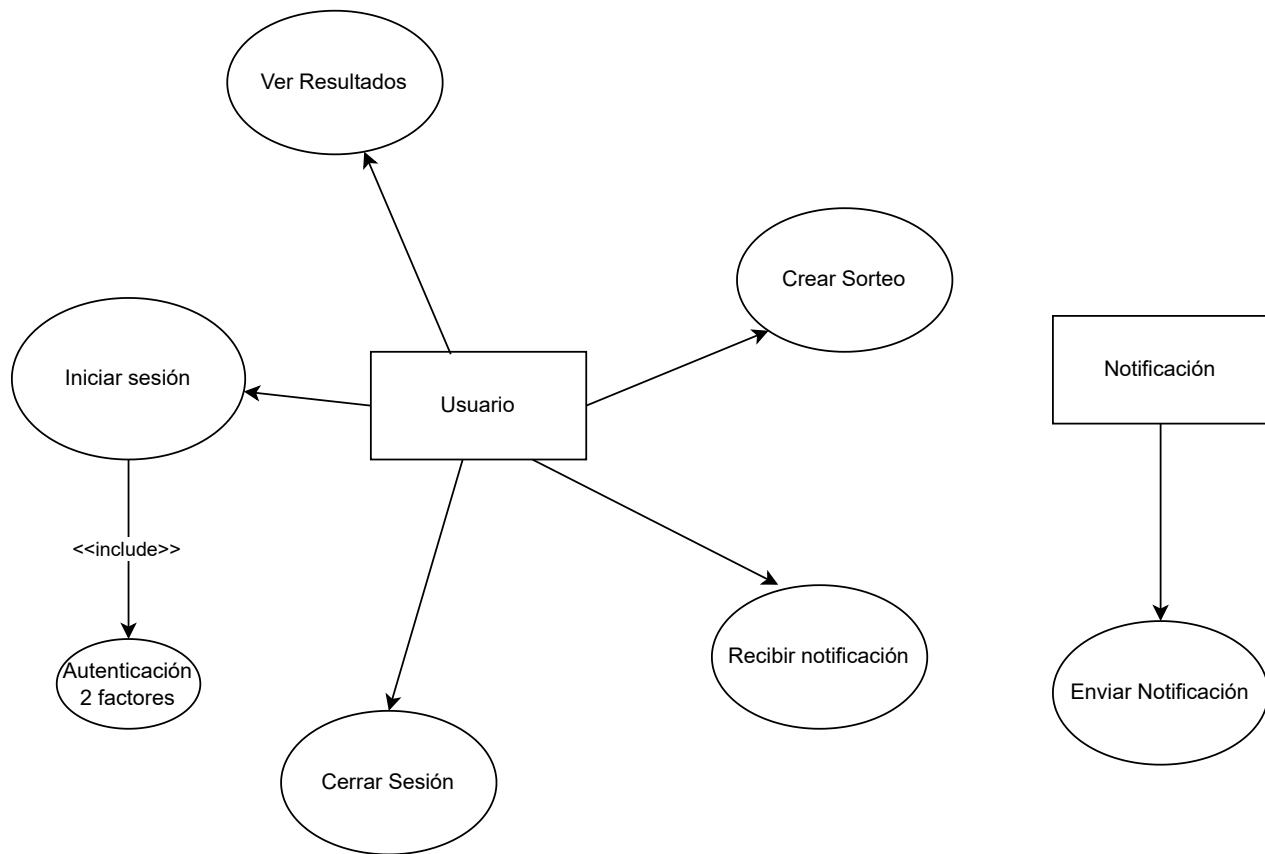 Ver Resultados
Crear Sorteo
Iniciar sesión
Usuario
Notificación
<<include>>
Autenticación
2 factores
Recibir notificación
Enviar Notificación
Cerrar Sesión